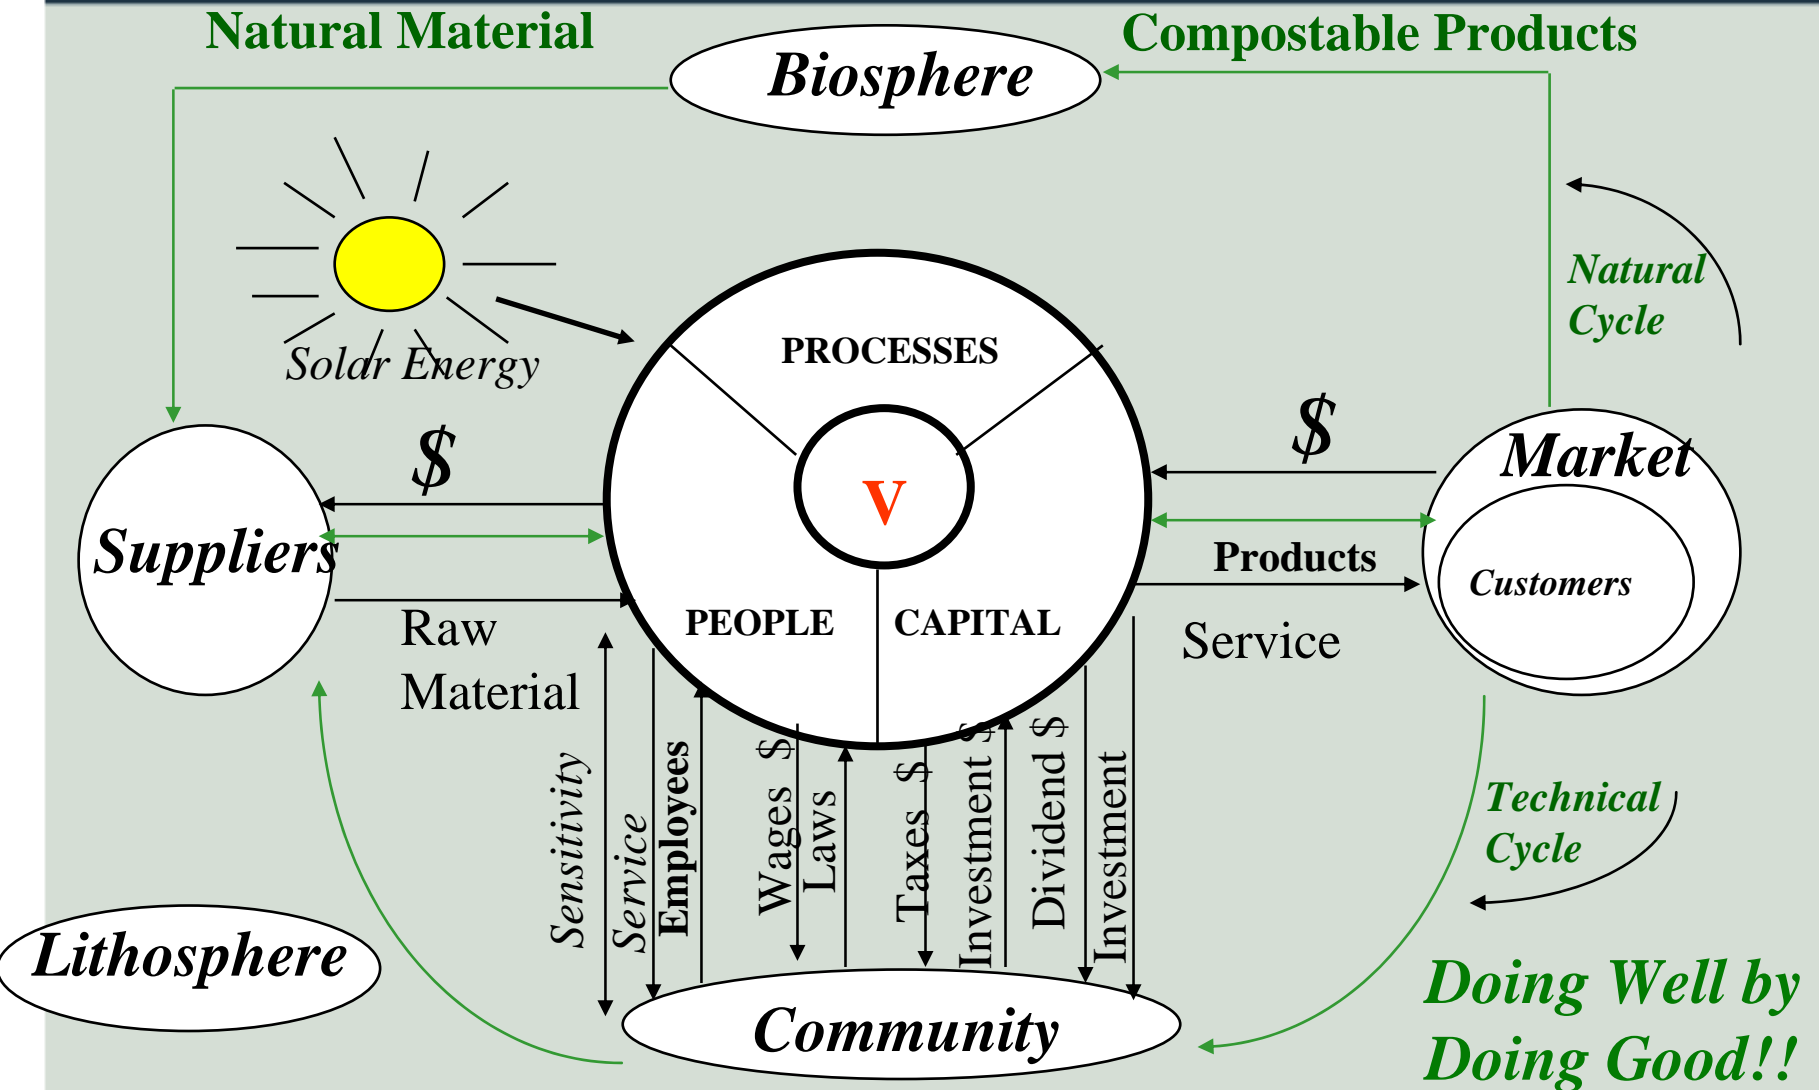 Natural Material
Biosphere
Compostable Products
Natural
Cycle
Solar Energy
PROCESSES
$
$
Market
V
Suppliers
Products
Customers
PEOPLE
CAPITAL
Raw
Material
Service
Sensitivity
Service
Employees
Wages $
Laws
Taxes $
Investment $
Dividend $
Investment
Technical
Cycle
Lithosphere
Community
Doing Well by
Doing Good!!